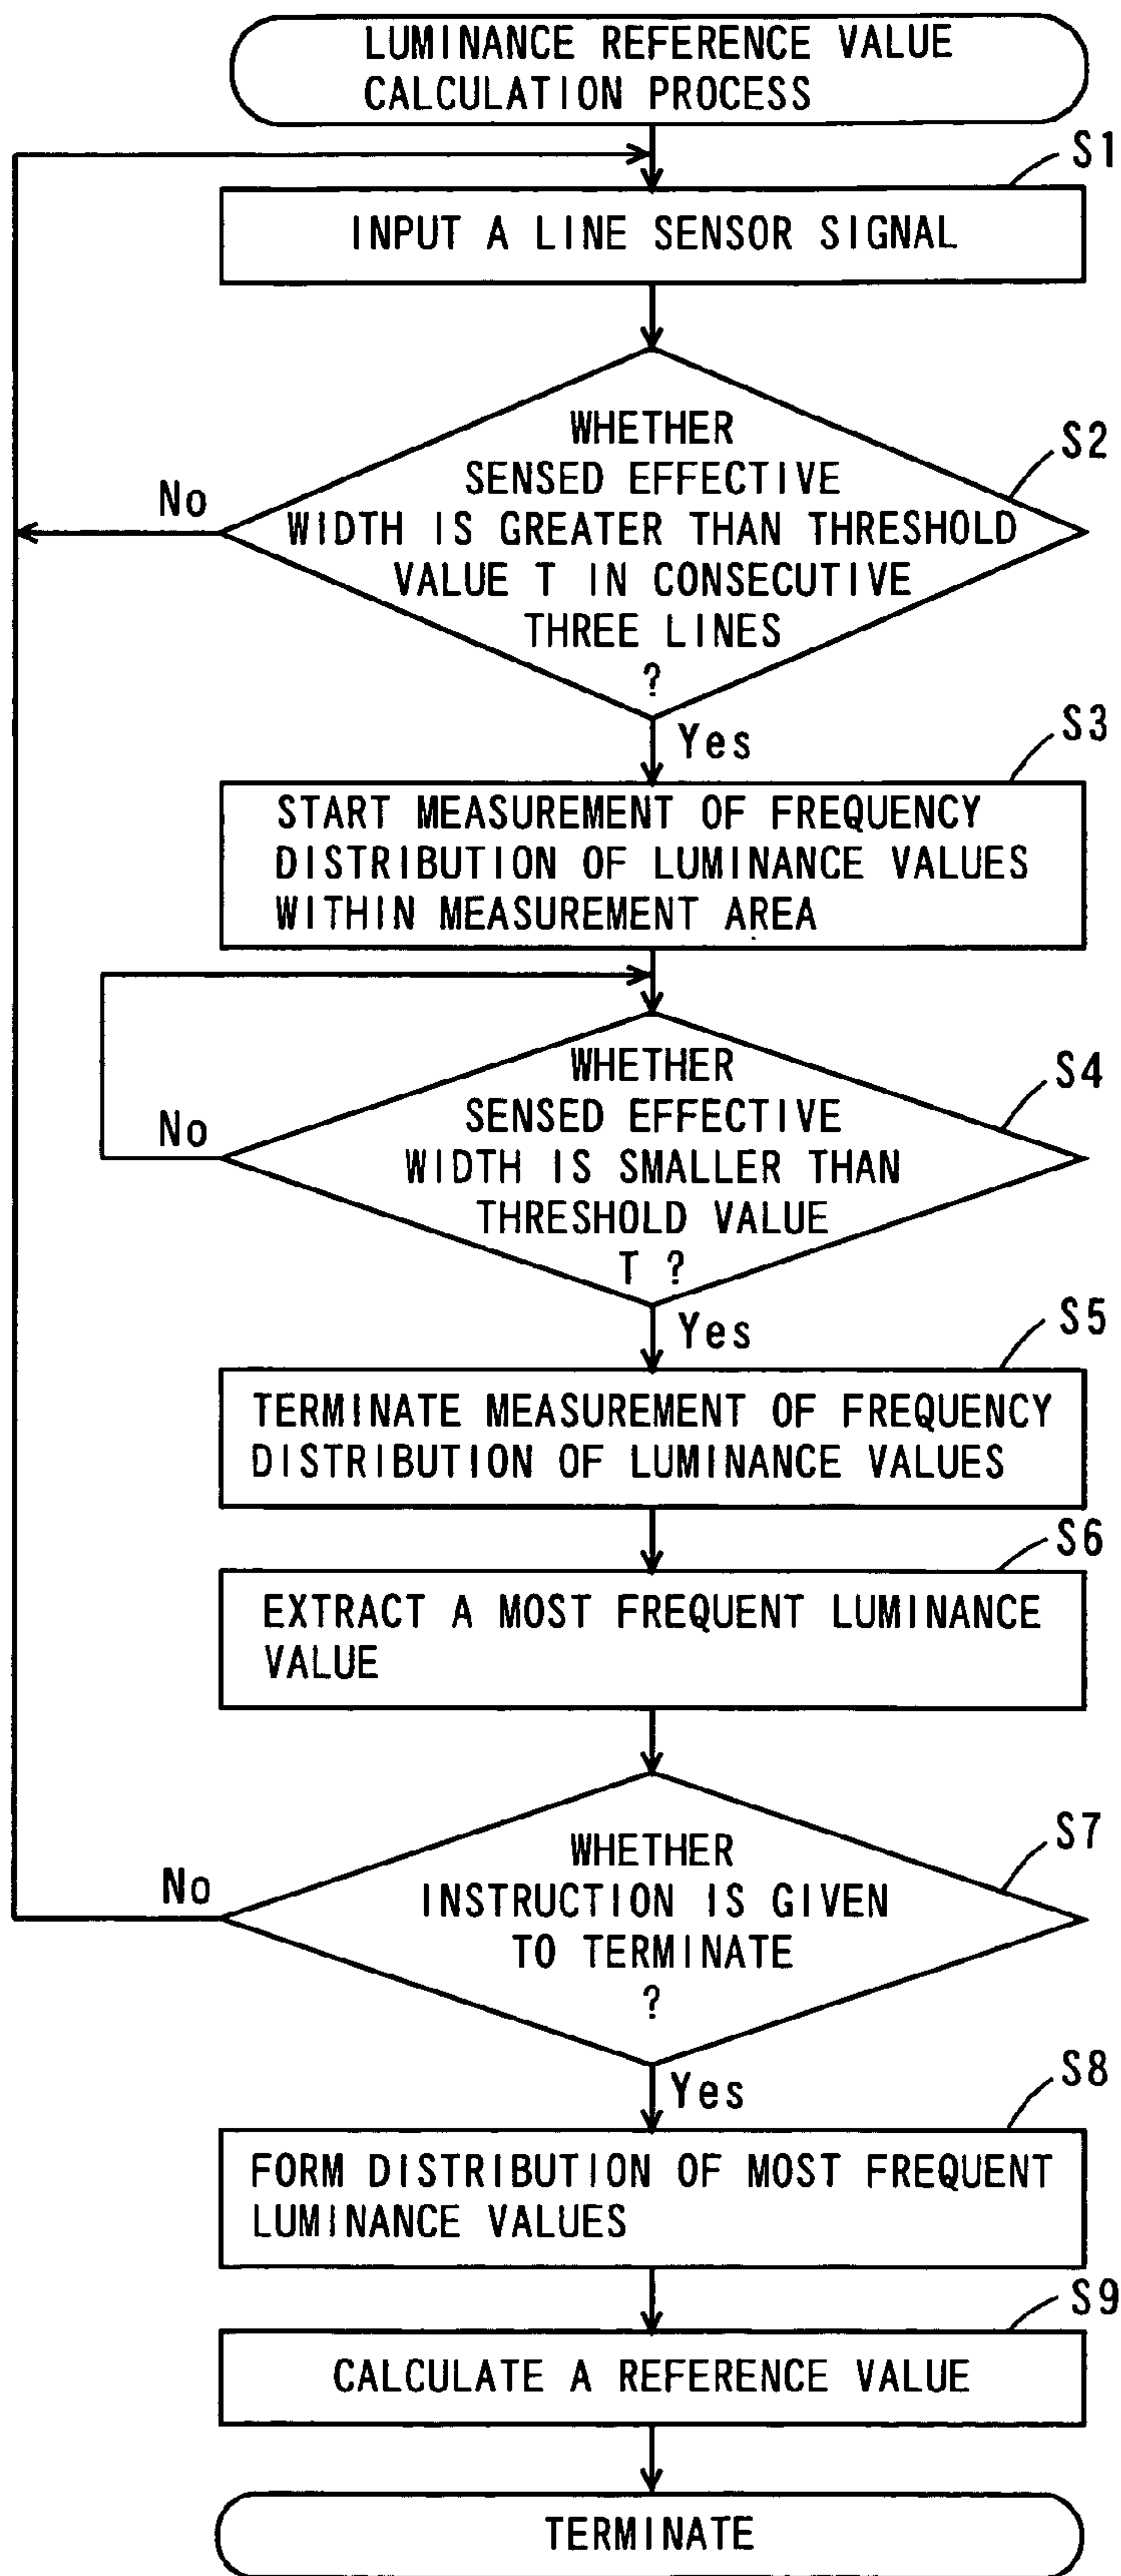 LUMINANCE REFERENCE VALUE
CALCULATION PROCESS
S1
INPUT A LINE SENSOR SIGNAL
S2
WHETHER
SENSED EFFECTIVE
WIDTH IS GREATER THAN THRESHOLD
VALUE T IN CONSECUTIVE
THREE LINES
?
No
Yes
S3
START MEASUREMENT OF FREQUENCY
DISTRIBUTION OF LUMINANCE VALUES
WITHIN MEASUREMENT AREA
S4
WHETHER
SENSED EFFECTIVE
WIDTH IS SMALLER THAN
THRESHOLD VALUE
T ?
No
Yes
S5
TERMINATE MEASUREMENT OF FREQUENCY
DISTRIBUTION OF LUMINANCE VALUES
S6
EXTRACT A MOST FREQUENT LUMINANCE
VALUE
S7
WHETHER
INSTRUCTION IS GIVEN
TO TERMINATE
?
No
Yes
S8
FORM DISTRIBUTION OF MOST FREQUENT
LUMINANCE VALUES
S9
CALCULATE A REFERENCE VALUE
TERMINATE